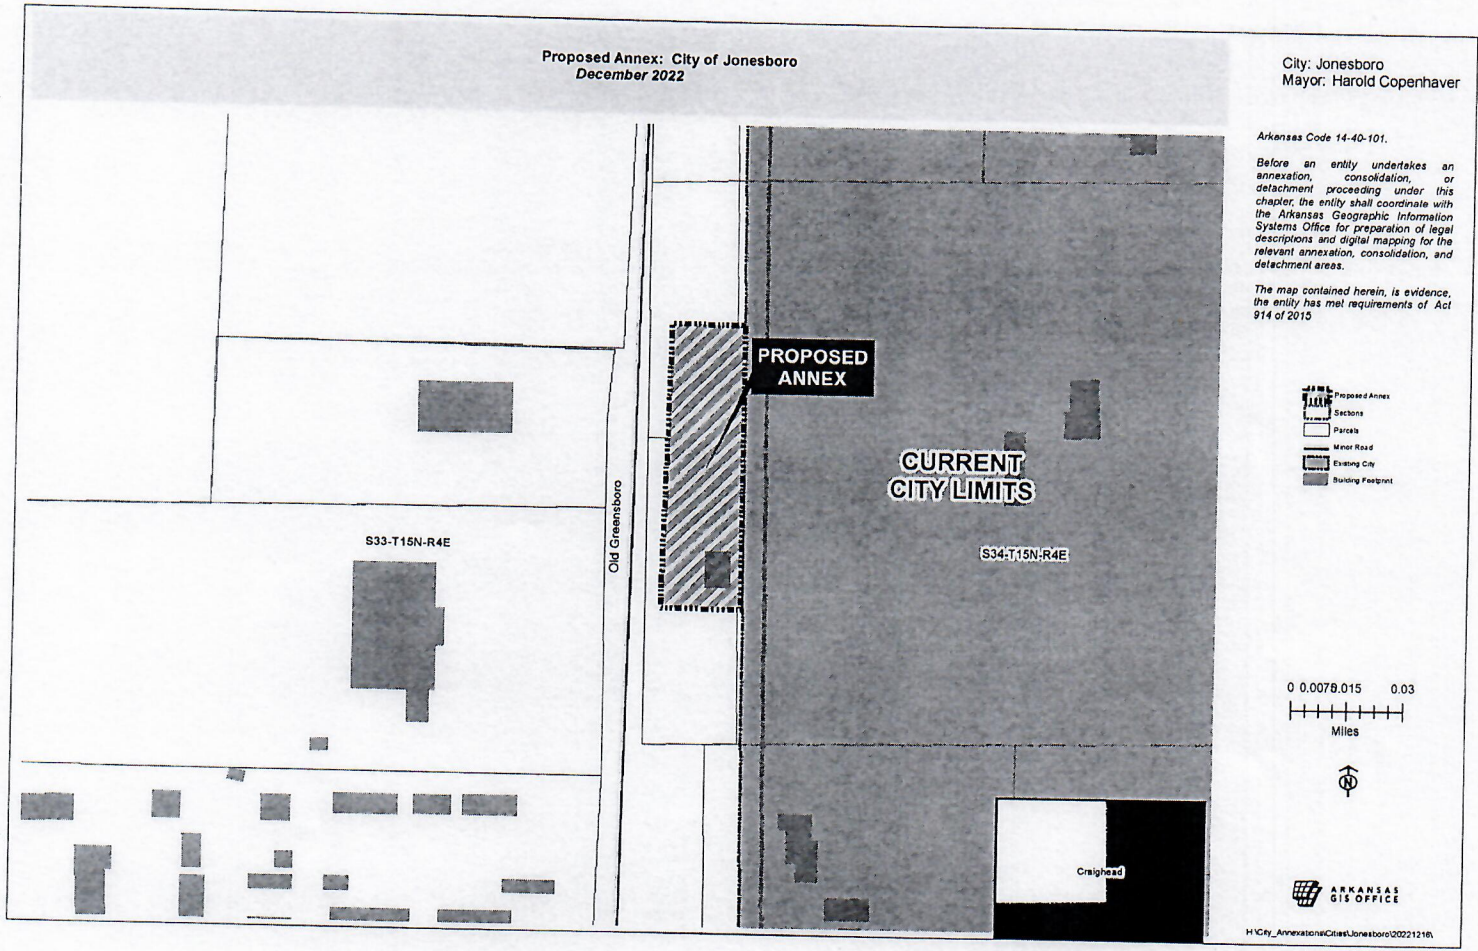 Proposed Annex: City of Jonesboro
December 2022
City: Jonesboro
Mayor: Harold Copenhaver
Arkansas Code 14-40-101.
Before an entity undertakes an
annexation, consolidation, or
detachment proceeding under this
chapter, the entity shall coordinate with
the Arkansas Geographic Information
Systems Office for preparation of legal
descriptions and digital mapping for the
relevant annexation, consolidation, and
detachment areas.
The map contained herein, is evidence,
the entity has met requirements of Act
914 of 2015
PROPOSED
ANNEX
CURRENT
CITY LIMITS
S33-T15N-R4E
Old Greensboro
S34-T15N-R4E
Proposed Annex
Sections
Parcels
Minor Road
Existing City
Building Footprint
0 0.0075 0.015 0.03
Miles
N
Craighead
ARKANSAS
GIS OFFICE
H:\City_Annexations\Cities\Jonesboro\20221216\